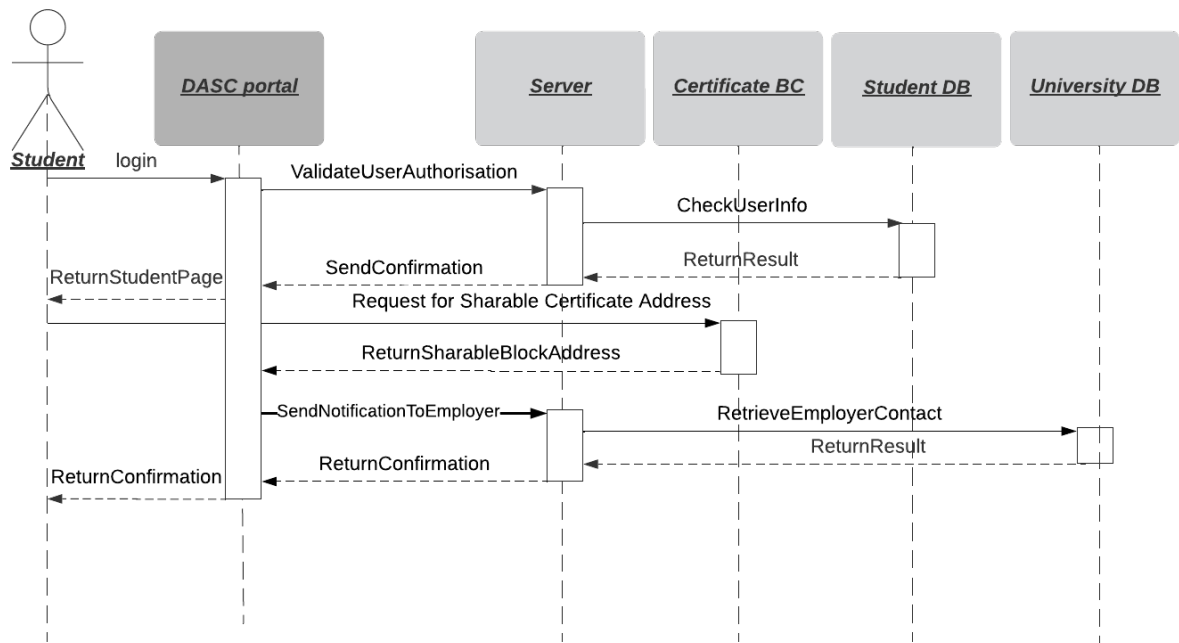 DASC portal
Server
Certificate BC
Student DB
University DB
Student
login
ValidateUserAuthorisation
CheckUserInfo
ReturnResult
SendConfirmation
ReturnStudentPage
Request for Sharable Certificate Address
ReturnSharableBlockAddress
SendNotificationToEmployer
RetrieveEmployerContact
ReturnResult
ReturnConfirmation
ReturnConfirmation